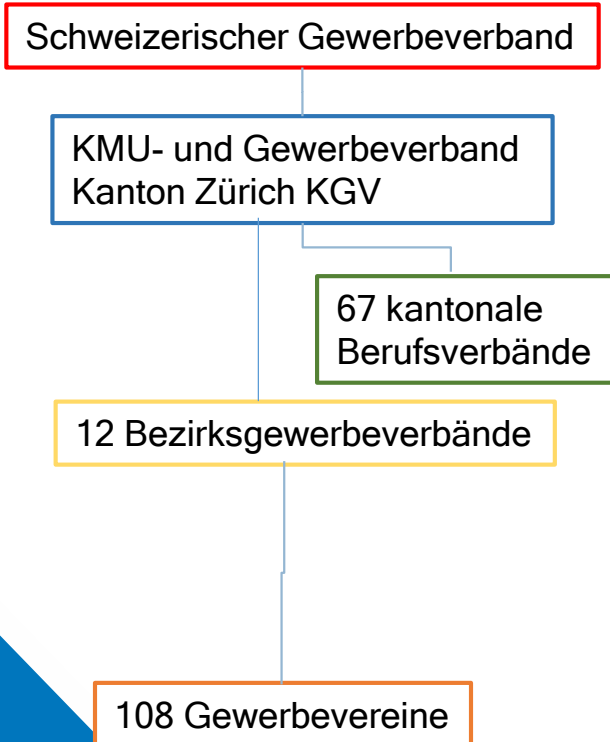 Schweizerischer Gewerbeverband
KMU- und Gewerbeverband
Kanton Zürich KGV
67 kantonale
Berufsverbände
12 Bezirksgewerbeverbände
108 Gewerbevereine